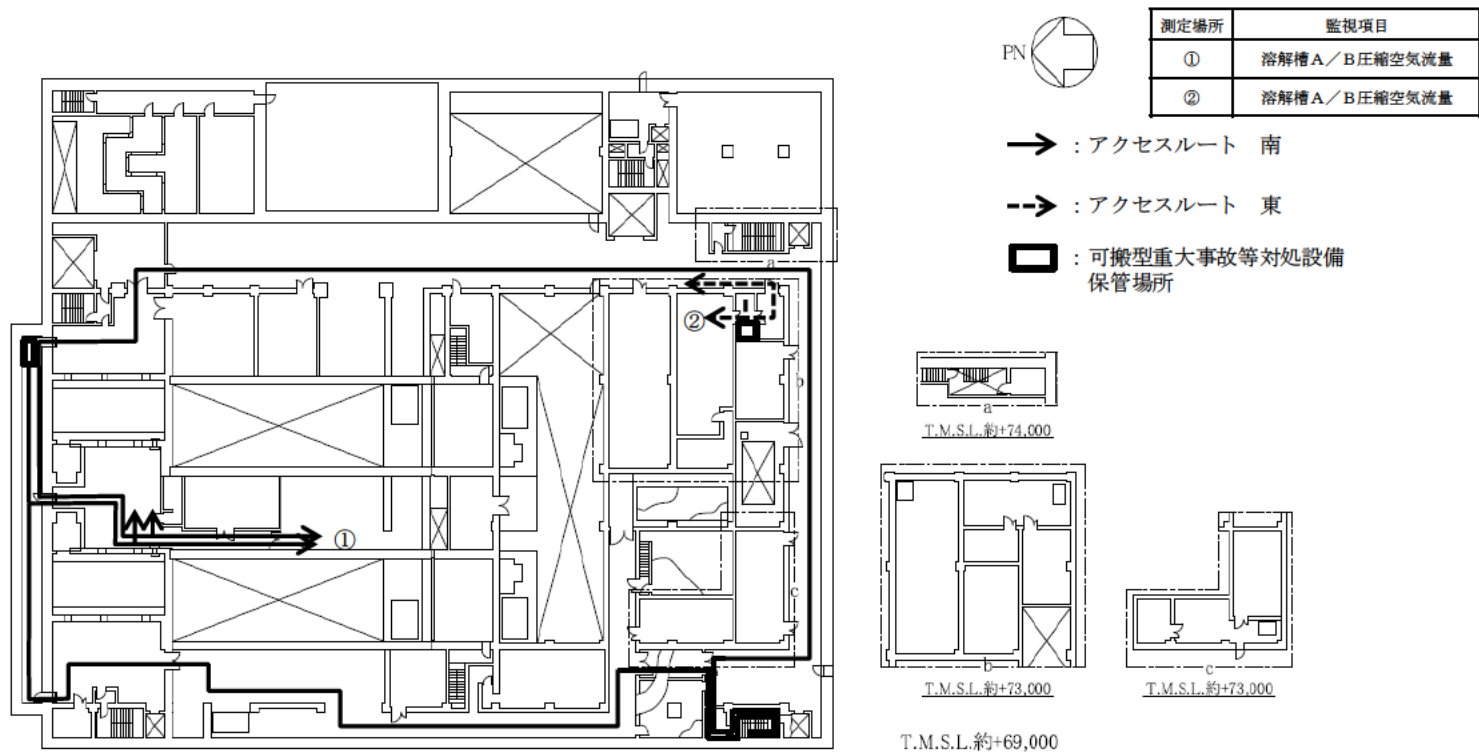 PN
測定場所 監視項目
① 溶解槽A／B圧縮空気流量
② 溶解槽A／B圧縮空気流量
：アクセスルート　南
：アクセスルート　東
：可搬型重大事故等対処設備
保管場所
a
②
b
①
c
a
T.M.S.L.約+74,000
b
T.M.S.L.約+73,000
c
T.M.S.L.約+73,000
T.M.S.L.約+69,000